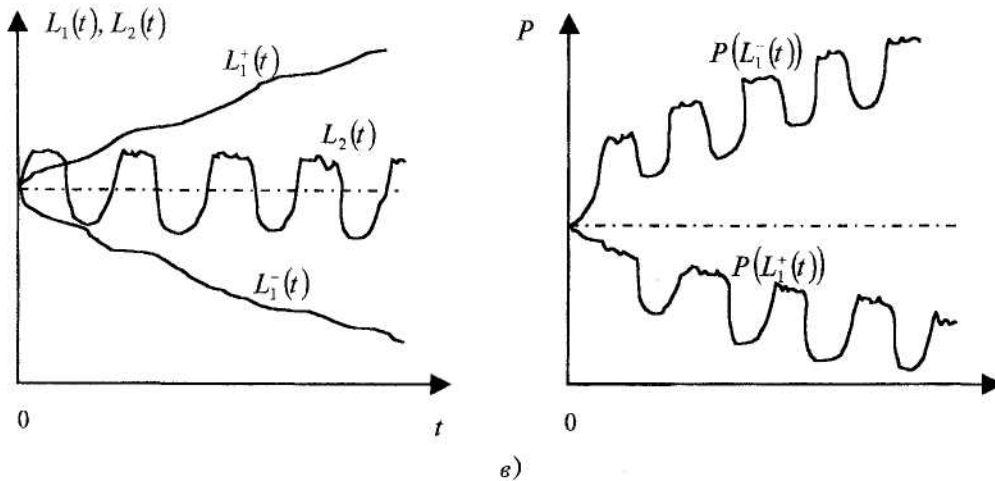 L₁(t), L₂(t)
L₁⁺(t)
L₂(t)
L₁⁻(t)
0
t
P
P(L₁⁻(t))
P(L₁⁺(t))
0
в)